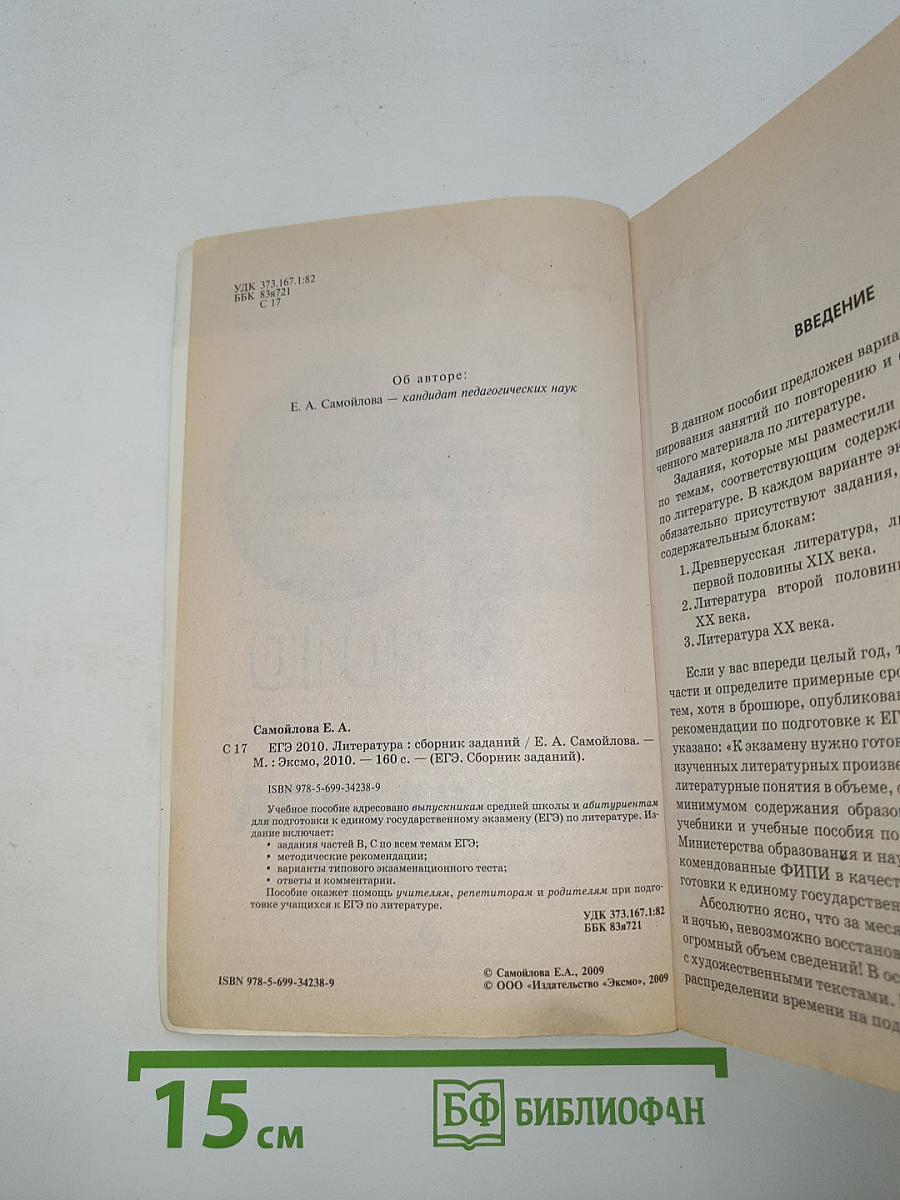 УДК 373.167.1:82
ББК 83я721
С 17
Об авторе:
Е. А. Самойлова — кандидат педагогических наук
Самойлова Е. А.
С 17 ЕГЭ 2010. Литература : сборник заданий / Е. А. Самойлова. —
М. : Эксмо, 2010. — 160 с. — (ЕГЭ. Сборник заданий).
ISBN 978-5-699-34238-9
Учебное пособие адресовано выпускникам средней школы и абитуриентам
для подготовки к единому государственному экзамену (ЕГЭ) по литературе. Из-
дание включает:
• задания частей В, С по всем темам ЕГЭ;
• методические рекомендации;
• варианты типового экзаменационного теста;
• ответы и комментарии.
Пособие окажет помощь учителям, репетиторам и родителям при подго-
товке учащихся к ЕГЭ по литературе.
УДК 373.167.1:82
ББК 83я721
ISBN 978-5-699-34238-9
© Самойлова Е.А., 2009
© ООО «Издательство «Эксмо», 2009
ВВЕДЕНИЕ
В данном пособии предложен вариа
нирования занятий по повторению и
ченного материала по литературе.
Задания, которые мы разместили
по темам, соответствующим содержа
по литературе. В каждом варианте эк
обязательно присутствуют задания,
содержательным блокам:
1. Древнерусская литература, ли
первой половины XIX века.
2. Литература второй половины
XX века.
3. Литература XX века.
Если у вас впереди целый год, т
части и определите примерные сро
тем, хотя в брошюре, опубликован
рекомендации по подготовке к ЕГ
указано: «К экзамену нужно готов
изученных литературных произве
литературные понятия в объеме, о
минимумом содержания образо
учебники и учебные пособия по
Министерства образования и нау
комендованные ФИПИ в качест
готовки к единому государствен
Абсолютно ясно, что за меся
и ночью, невозможно восстанов
огромный объем сведений! В ос
с художественными текстами.
распределении времени на под
15 см
БФ БИБЛИОФАН